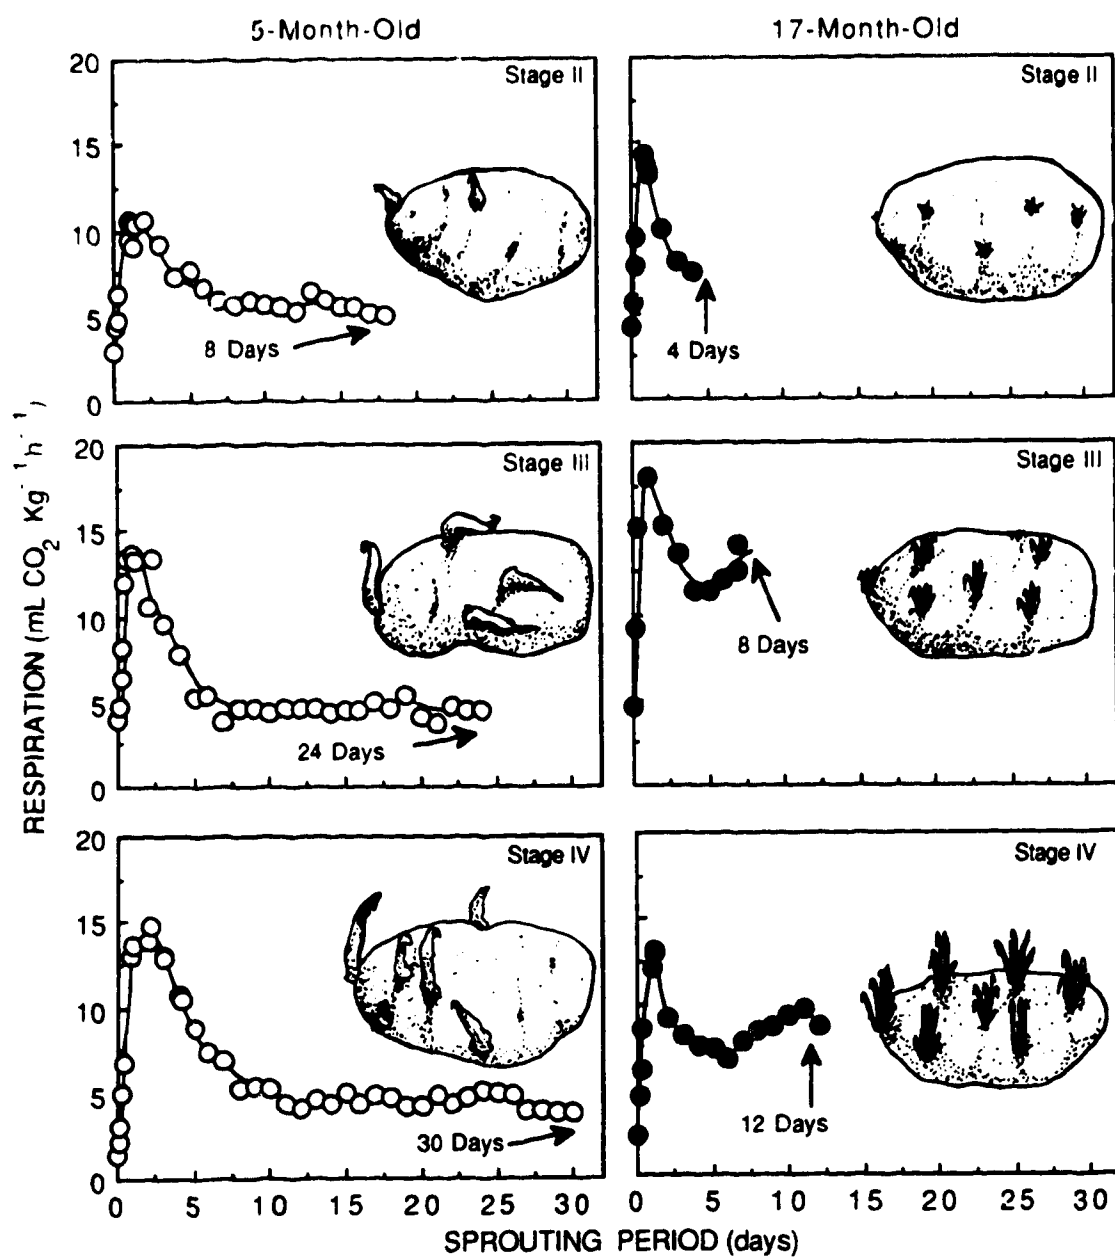 5-Month-Old
17-Month-Old
20
15
10
5
0
Stage II
8 Days
Stage II
4 Days
20
15
10
5
0
Stage III
24 Days
Stage III
8 Days
20
15
10
5
0
Stage IV
30 Days
Stage IV
12 Days
0 5 10 15 20 25 30
0 5 10 15 20 25 30
RESPIRATION (mL CO2 Kg-1h-1)
SPROUTING PERIOD (days)